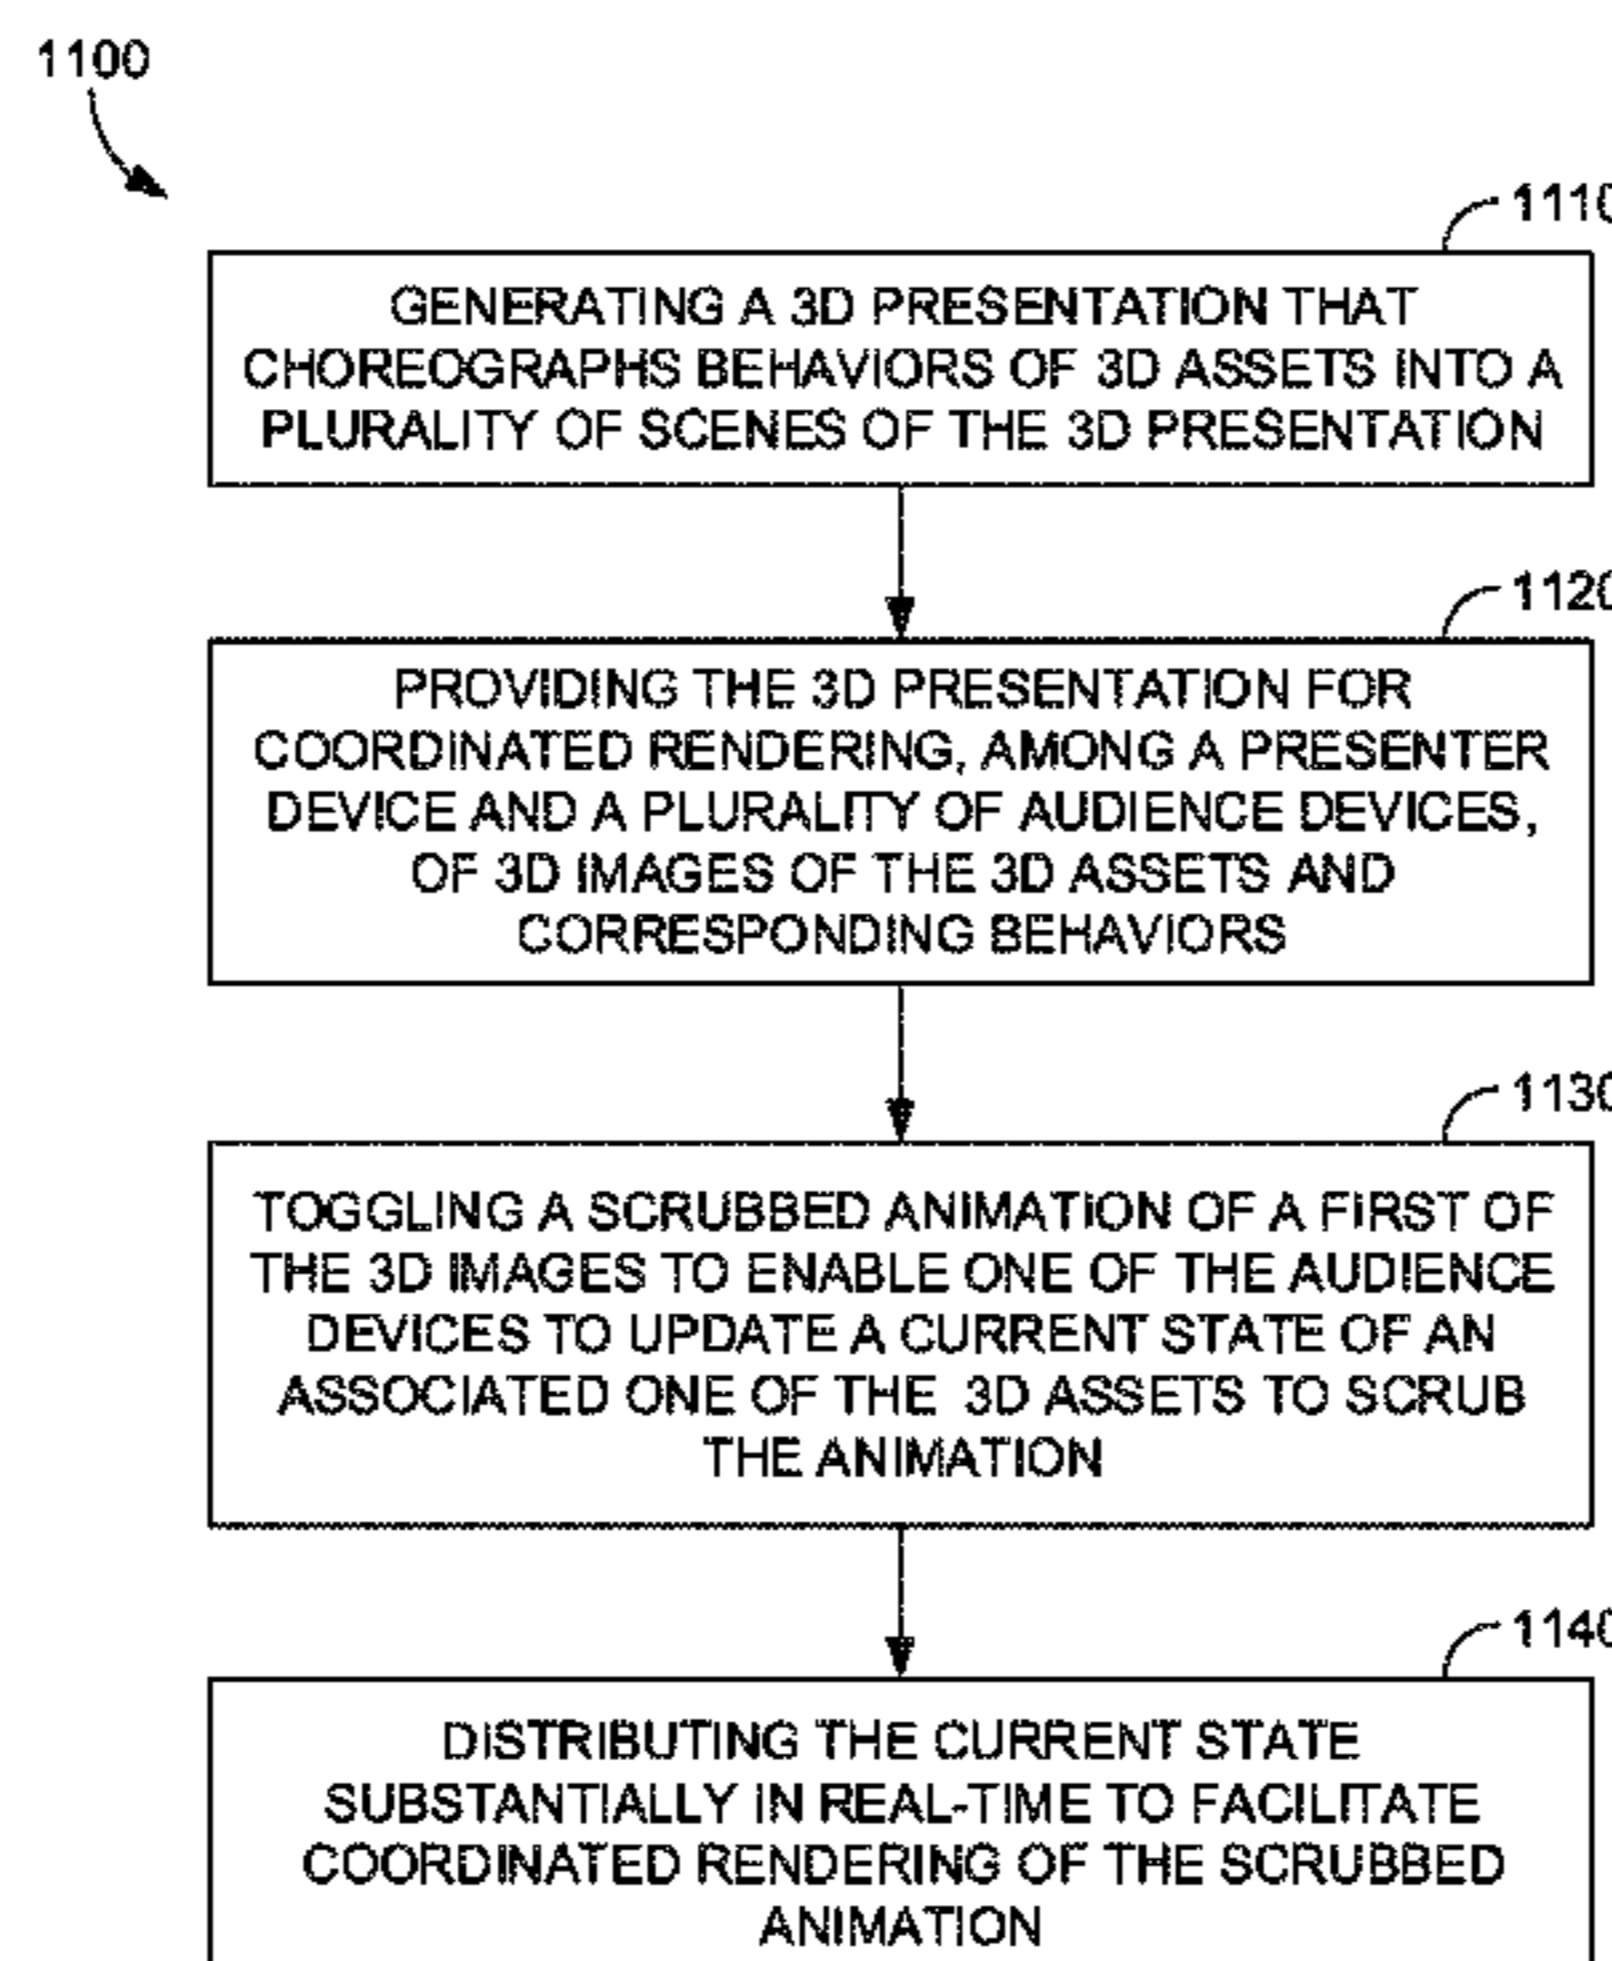 1100
1110
GENERATING A 3D PRESENTATION THAT
CHOREOGRAPHS BEHAVIORS OF 3D ASSETS INTO A
PLURALITY OF SCENES OF THE 3D PRESENTATION
1120
PROVIDING THE 3D PRESENTATION FOR
COORDINATED RENDERING, AMONG A PRESENTER
DEVICE AND A PLURALITY OF AUDIENCE DEVICES,
OF 3D IMAGES OF THE 3D ASSETS AND
CORRESPONDING BEHAVIORS
1130
TOGGLING A SCRUBBED ANIMATION OF A FIRST OF
THE 3D IMAGES TO ENABLE ONE OF THE AUDIENCE
DEVICES TO UPDATE A CURRENT STATE OF AN
ASSOCIATED ONE OF THE 3D ASSETS TO SCRUB
THE ANIMATION
1140
DISTRIBUTING THE CURRENT STATE
SUBSTANTIALLY IN REAL-TIME TO FACILITATE
COORDINATED RENDERING OF THE SCRUBBED
ANIMATION